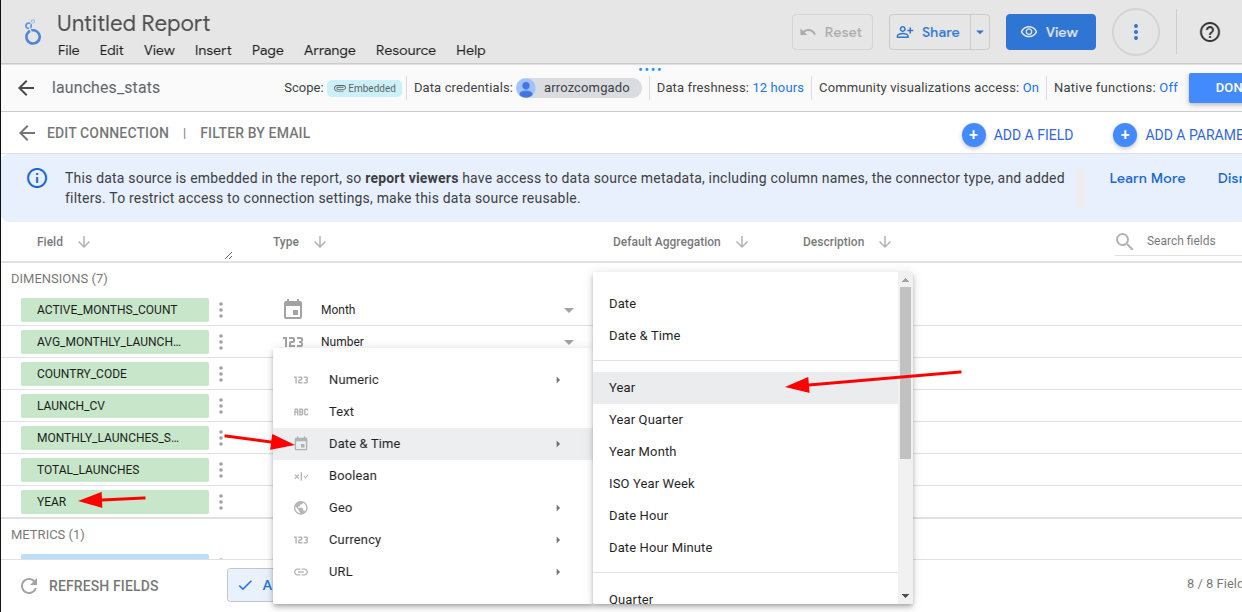 Untitled Report
File Edit View Insert Page Arrange Resource Help
Reset
Share
View
launches_stats
Scope: Embedded
Data credentials: arrozcomgado
Data freshness: 12 hours
Community visualizations access: On
Native functions: Off
DON
EDIT CONNECTION | FILTER BY EMAIL
ADD A FIELD
ADD A PARAME
This data source is embedded in the report, so report viewers have access to data source metadata, including column names, the connector type, and added
filters. To restrict access to connection settings, make this data source reusable.
Learn More
Disr
Field Type Default Aggregation Description Search fields
DIMENSIONS (7)
ACTIVE_MONTHS_COUNT Month
AVG_MONTHLY_LAUNCH... 123 Number
COUNTRY_CODE
LAUNCH_CV
MONTHLY_LAUNCHES_S...
TOTAL_LAUNCHES
YEAR
METRICS (1)
REFRESH FIELDS
A
8 / 8 Field
123 Numeric
ABC Text
Date & Time
Boolean
Geo
123 Currency
URL
Date
Date & Time
Year
Year Quarter
Year Month
ISO Year Week
Date Hour
Date Hour Minute
Quarter